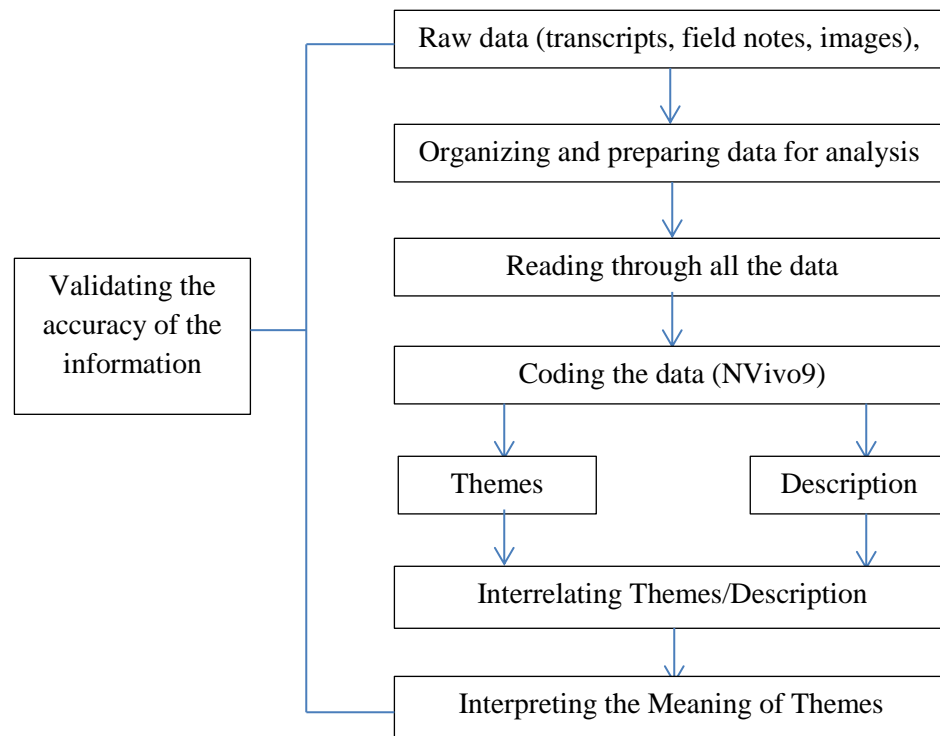 Raw data (transcripts, field notes, images),
Organizing and preparing data for analysis
Reading through all the data
Validating the
accuracy of the
information
Coding the data (NVivo9)
Themes
Description
Interrelating Themes/Description
Interpreting the Meaning of Themes